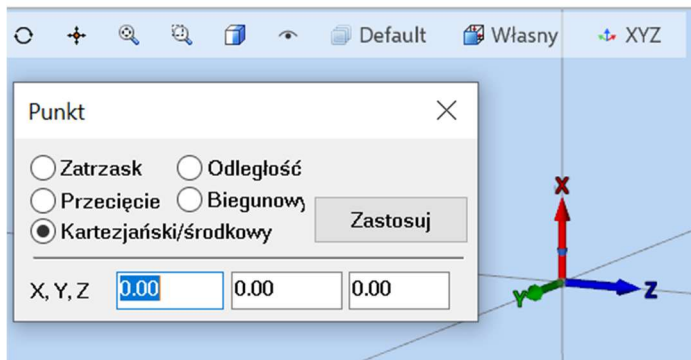 Default Własny XYZ
Punkt
Zatrzask Odległość
Przecięcie Biegunowy
Kartezjański/środkowy Zastosuj
X, Y, Z 0.00 0.00 0.00
X
Y Z